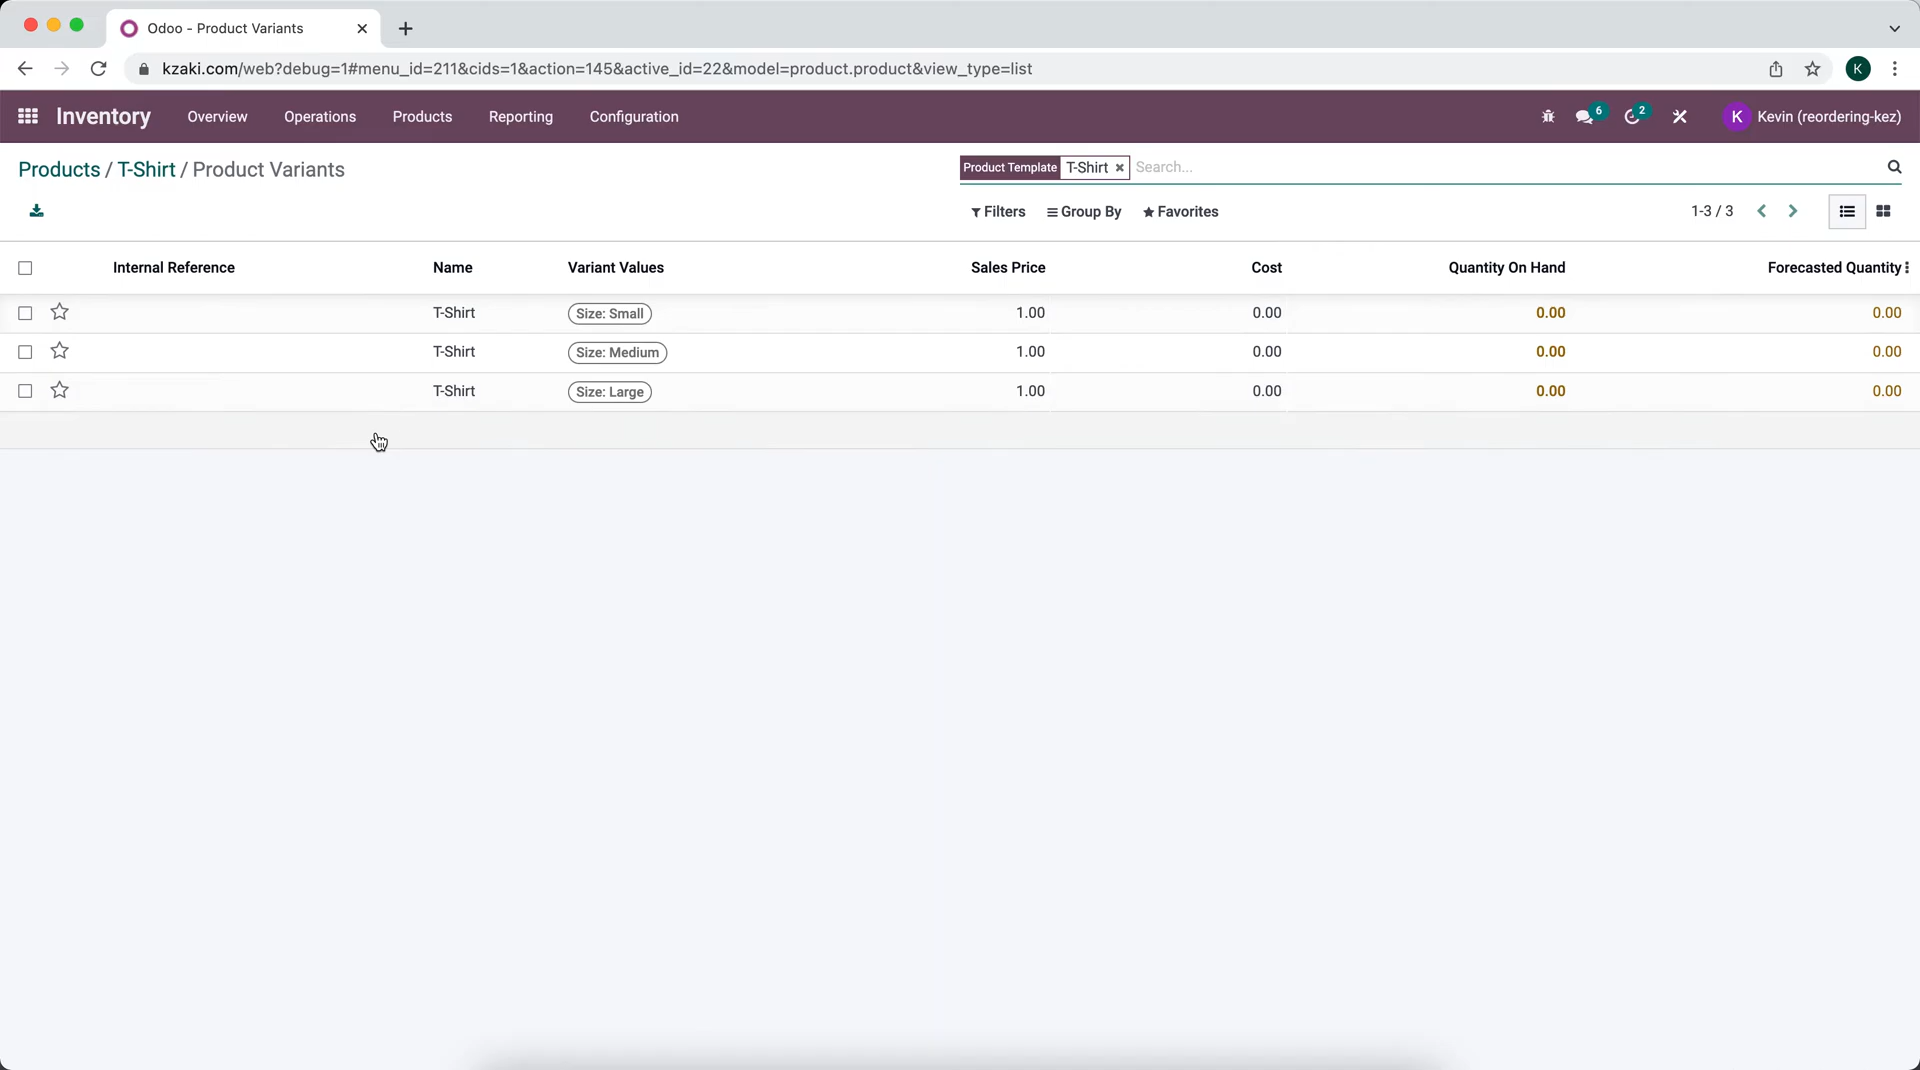 Odoo - Product Variants
kzaki.com/web?debug=1#menu_id=211&cids=1&action=145&active_id=22&model=product.product&view_type=list
K
Inventory Overview Operations Products Reporting Configuration 6 2 K Kevin (reordering-kez)
Products / T-Shirt / Product Variants Product Template T-Shirt Search...
Filters Group By Favorites 1-3 / 3
Internal Reference Name Variant Values Sales Price Cost Quantity On Hand Forecasted Quantity
T-Shirt Size: Small 1.00 0.00 0.00 0.00
T-Shirt Size: Medium 1.00 0.00 0.00 0.00
T-Shirt Size: Large 1.00 0.00 0.00 0.00